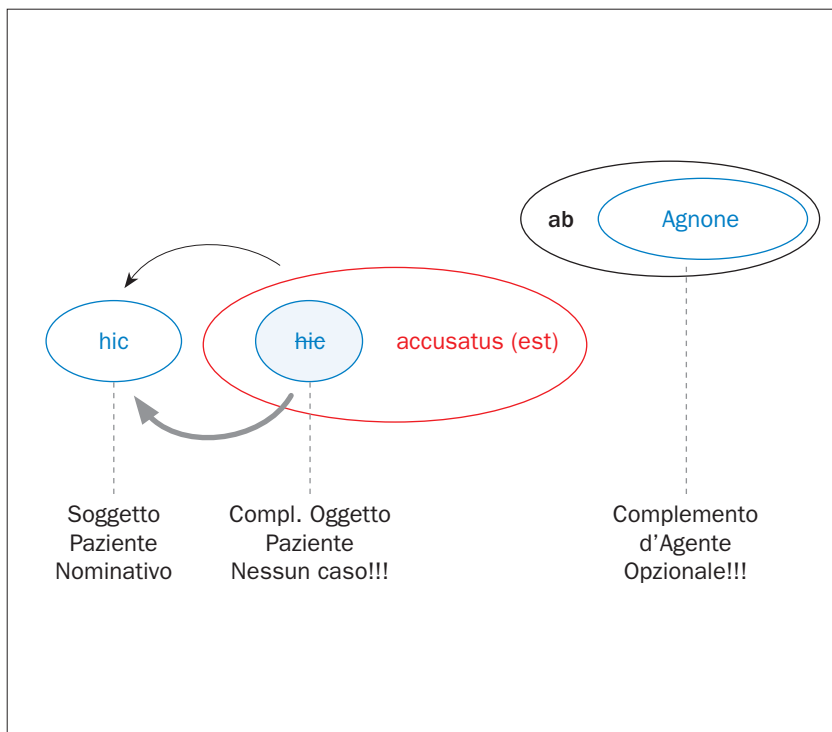 ab Agnone
hic hic accusatus (est)
Soggetto
Paziente
Nominativo
Compl. Oggetto
Paziente
Nessun caso!!!
Complemento
d'Agente
Opzionale!!!